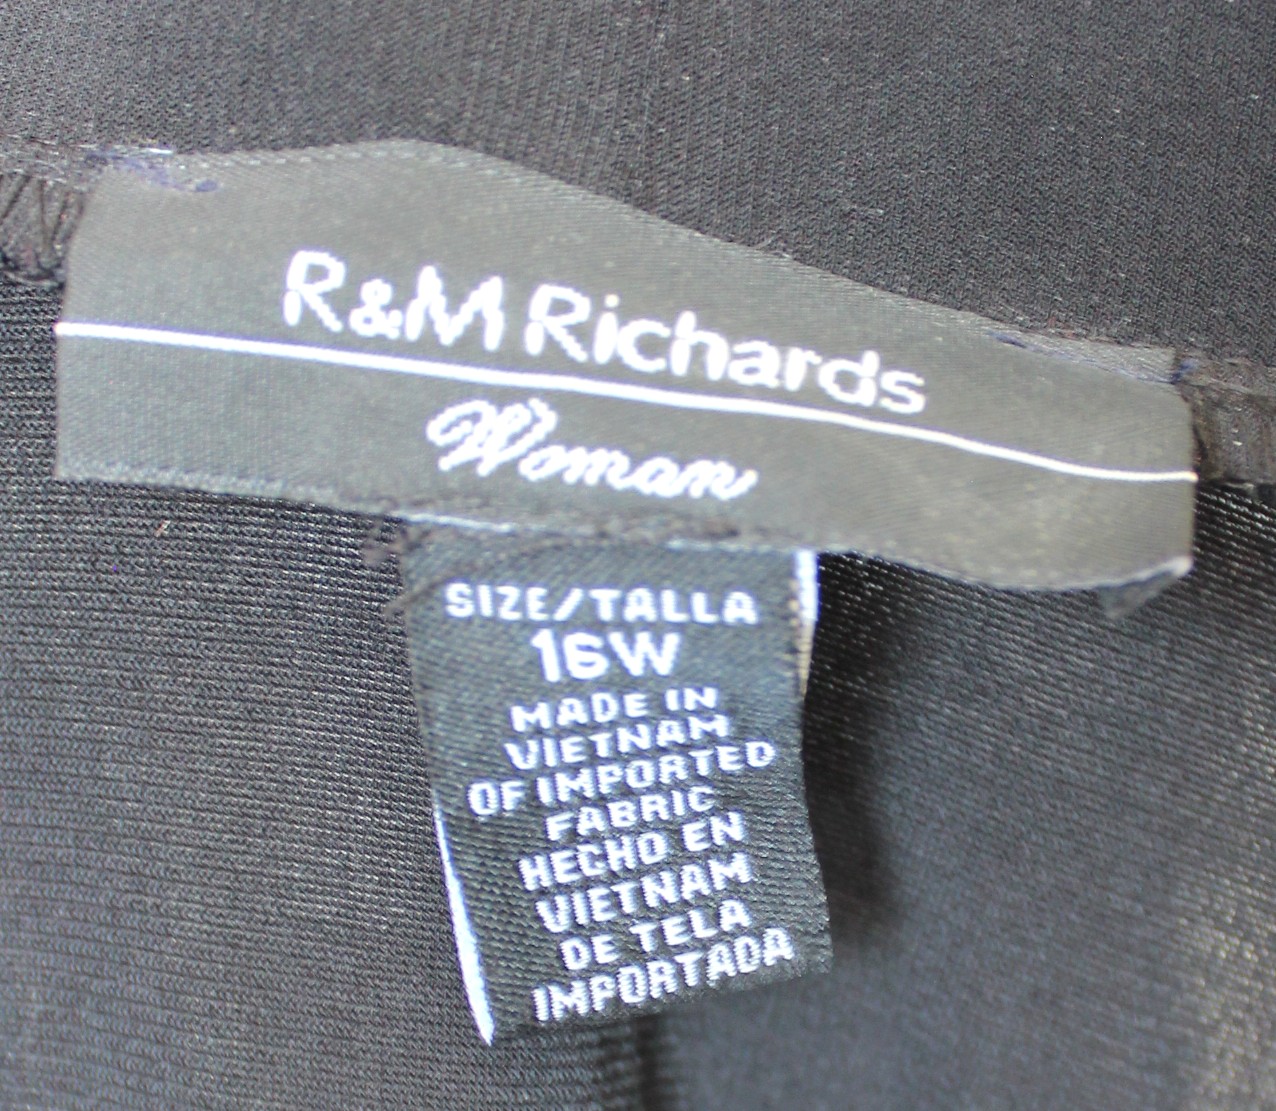 R&M Richards
Woman
SIZE/TALLA
16W
MADE IN
VIETNAM
OF IMPORTED
FABRIC
HECHO EN
VIETNAM
DE TELA
IMPORTADA